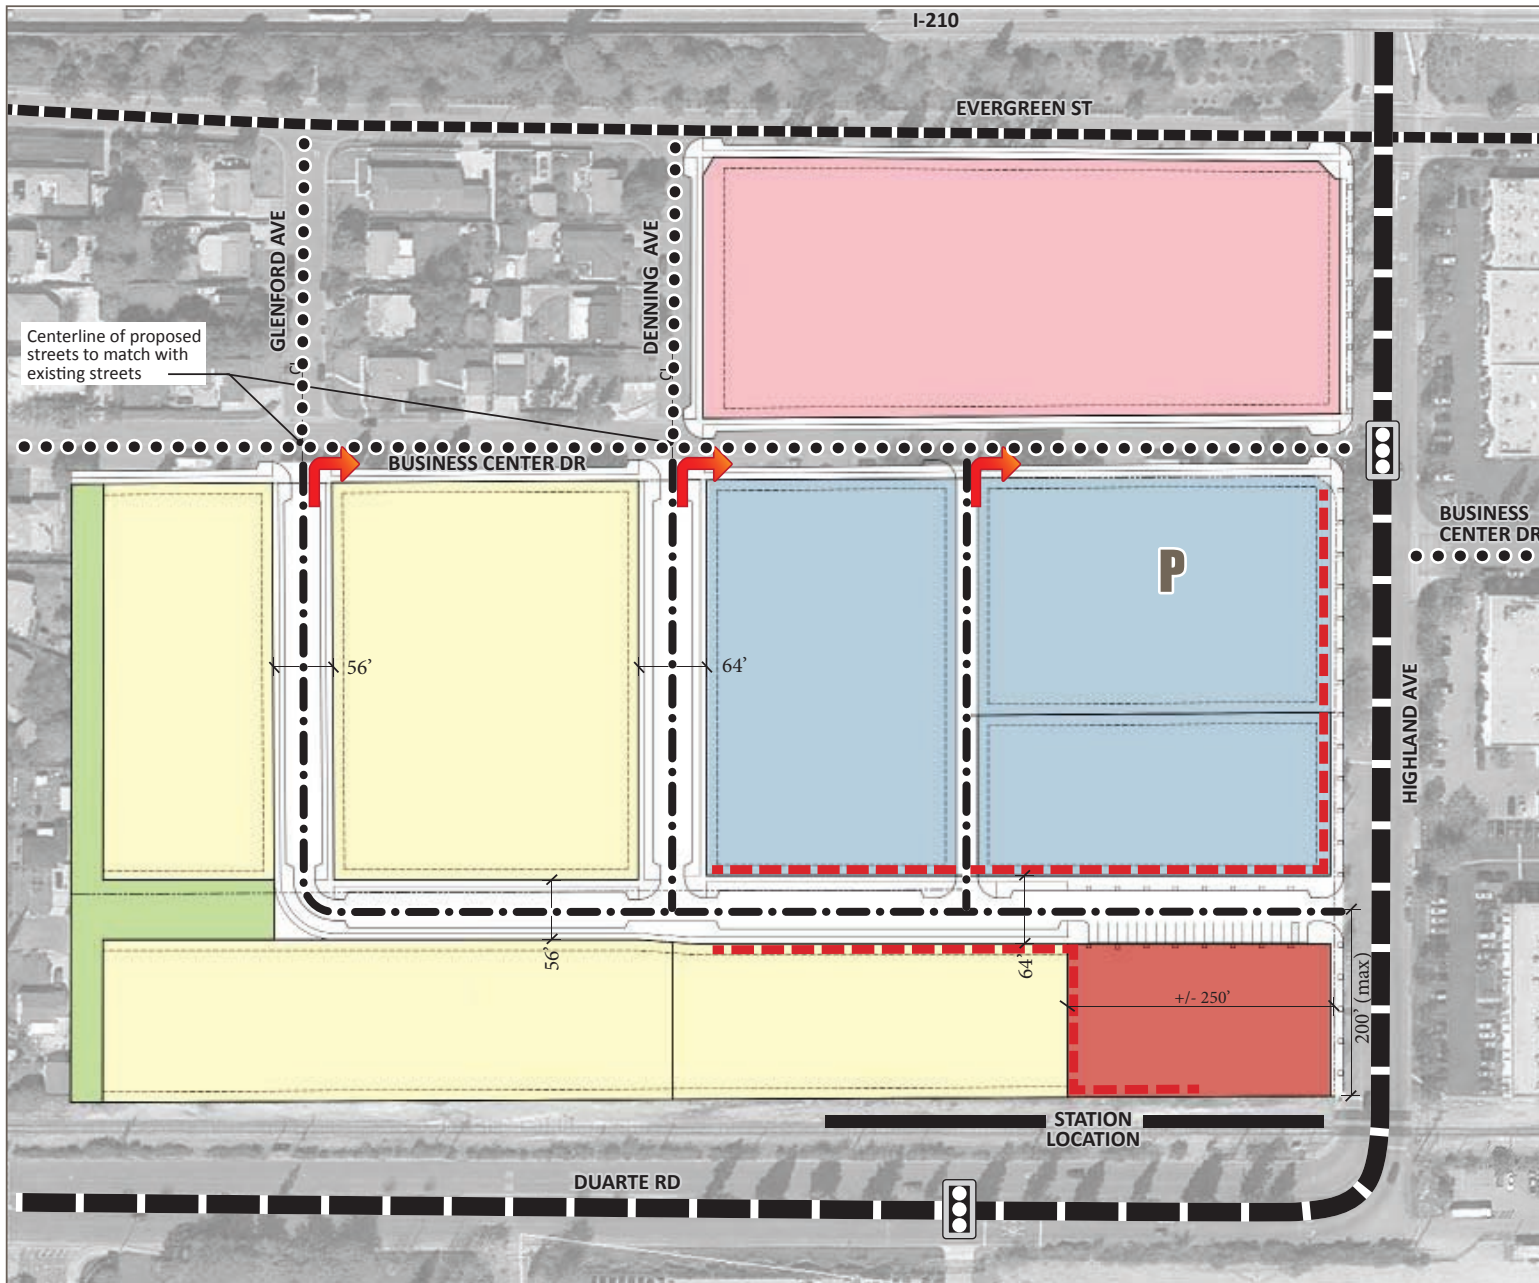 I-210
EVERGREEN ST
GLENFORD AVE
DENNING AVE
Centerline of proposed
streets to match with
existing streets
BUSINESS CENTER DR
BUSINESS
CENTER DR
P
56’
64’
HIGHLAND AVE
56’
64’
+/- 250’
200’ (max)
STATION
LOCATION
DUARTE RD